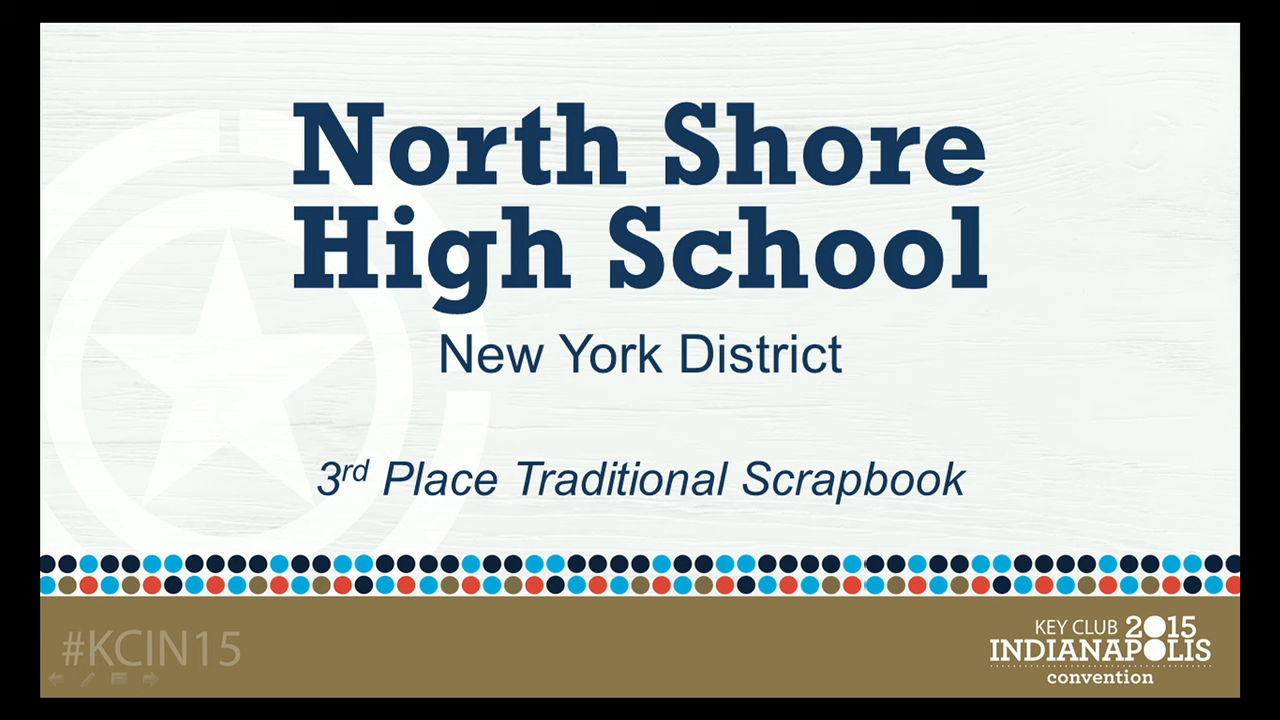 North Shore
High School
New York District
3rd Place Traditional Scrapbook
#KCIN15
KEY CLUB 2015
INDIANAPOLIS
convention